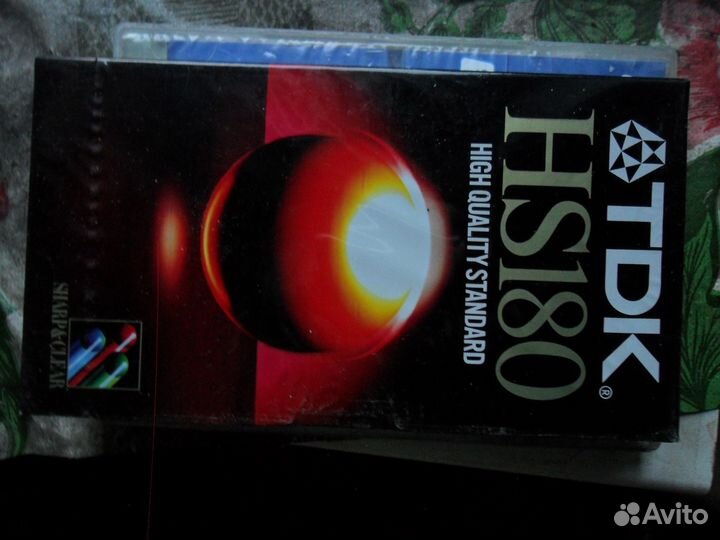 TDK®
HS180
HIGH QUALITY STANDARD
SHARP & CLEAR
Avito